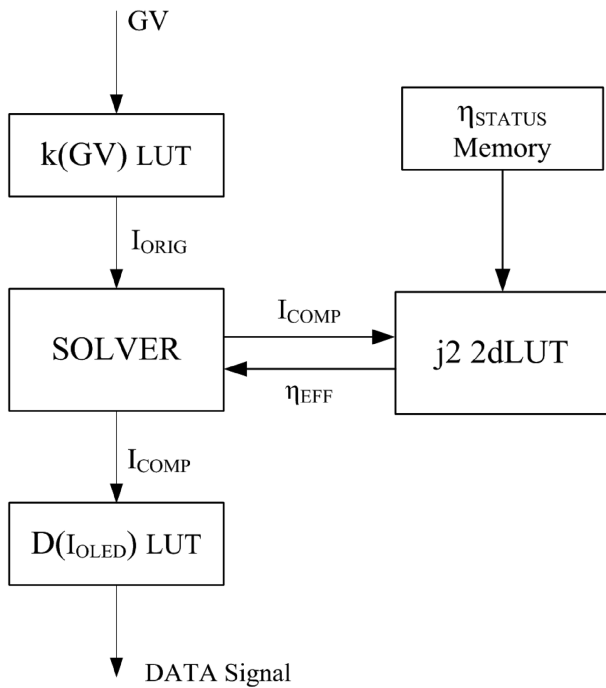 GV
k(GV) LUT
η_STATUS
Memory
I_ORIG
SOLVER
I_COMP
j2 2dLUT
η_EFF
I_COMP
D(I_OLED) LUT
DATA Signal